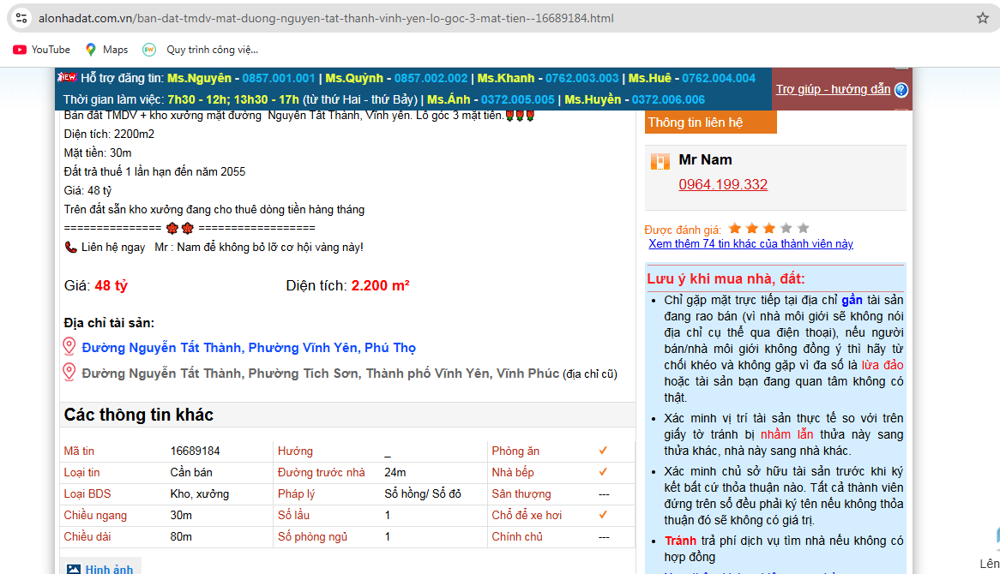 alonhadat.com.vn/ban-dat-tmdv-mat-duong-nguyen-tat-thanh-vinh-yen-lo-goc-3-mat-tien--16689184.html
YouTube
Maps
Quy trình công việ...
NEW Hỗ trợ đăng tin: Ms.Nguyên - 0857.001.001 | Ms.Quỳnh - 0857.002.002 | Ms.Khanh - 0762.003.003 | Ms.Huê - 0762.004.004
Thời gian làm việc: 7h30 - 12h; 13h30 - 17h (từ thứ Hai - thứ Bảy) | Ms.Ánh - 0372.005.005 | Ms.Huyền - 0372.006.006
Trợ giúp - hướng dẫn
Bán đất TMDV + kho xưởng mặt đường Nguyễn Tất Thành, Vĩnh yên. Lô góc 3 mặt tiền.
Diện tích: 2200m2
Mặt tiền: 30m
Đất trả thuế 1 lần hạn đến năm 2055
Giá: 48 tỷ
Trên đất sẵn kho xưởng đang cho thuê dòng tiền hàng tháng
=============== ==================
Liên hệ ngay Mr : Nam để không bỏ lỡ cơ hội vàng này!
Giá: 48 tỷ
Diện tích: 2.200 m²
Địa chỉ tài sản:
Đường Nguyễn Tất Thành, Phường Vĩnh Yên, Phú Thọ
Đường Nguyễn Tất Thành, Phường Tích Sơn, Thành phố Vĩnh Yên, Vĩnh Phúc (địa chỉ cũ)
Các thông tin khác
Mã tin 16689184 Hướng _ Phòng ăn ✓
Loại tin Cần bán Đường trước nhà 24m Nhà bếp ✓
Loại BDS Kho, xưởng Pháp lý Sổ hồng/ Sổ đỏ Sân thượng ---
Chiều ngang 30m Số lầu 1 Chổ để xe hơi ✓
Chiều dài 80m Số phòng ngủ 1 Chính chủ ---
Hình ảnh
Thông tin liên hệ
Mr Nam
0964.199.332
Được đánh giá:
Xem thêm 74 tin khác của thành viên này
Lưu ý khi mua nhà, đất:
• Chỉ gặp mặt trực tiếp tại địa chỉ gần tài sản
đang rao bán (vì nhà môi giới sẽ không nói
địa chỉ cụ thể qua điện thoại), nếu người
bán/nhà môi giới không đồng ý thì hãy từ
chối khéo và không gặp vì đa số là lừa đảo
hoặc tài sản bạn đang quan tâm không có
thật.
• Xác minh vị trí tài sản thực tế so với trên
giấy tờ tránh bị nhầm lẫn thửa này sang
thửa khác, nhà này sang nhà khác.
• Xác minh chủ sở hữu tài sản trước khi ký
kết bất cứ thỏa thuận nào. Tất cả thành viên
đứng trên sổ đều phải ký tên nếu không thỏa
thuận đó sẽ không có giá trị.
• Tránh trả phí dịch vụ tìm nhà nếu không có
hợp đồng
Lên